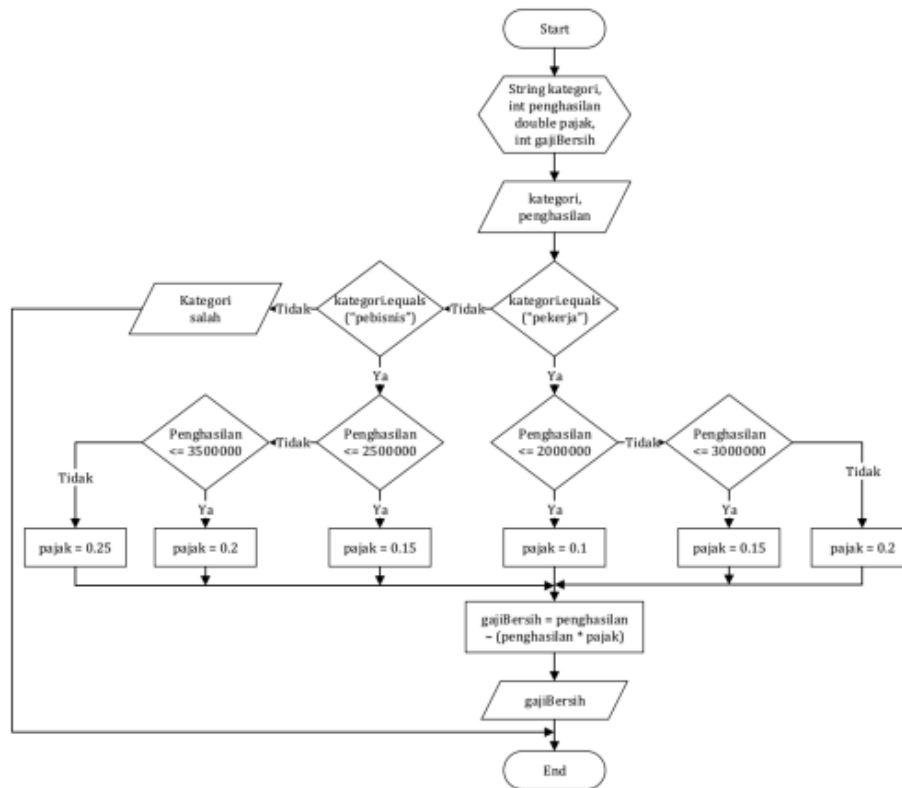 Start
String kategori,
int penghasilan
double pajak,
int gajiBersih
kategori,
penghasilan
Kategori
salah
Tidak
kategori.equals
("pebisnis")
Tidak
kategori.equals
("pekerja")
Ya
Ya
Penghasilan
<= 3500000
Tidak
Penghasilan
<= 2500000
Penghasilan
<= 2000000
Tidak
Penghasilan
<= 3000000
Tidak
Ya
Ya
Ya
Ya
Tidak
pajak = 0.25
pajak = 0.2
pajak = 0.15
pajak = 0.1
pajak = 0.15
pajak = 0.2
gajiBersih = penghasilan
– (penghasilan * pajak)
gajiBersih
End